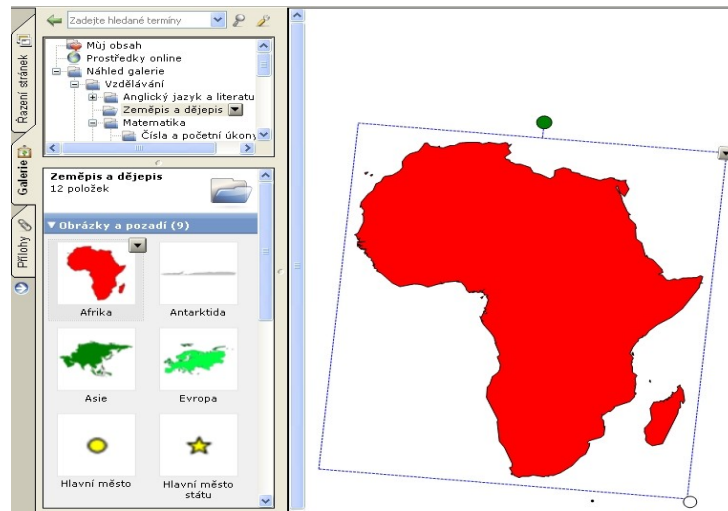 Zadejte hledané termíny
Můj obsah
Prostředky online
Náhled galerie
Vzdělávání
Anglický jazyk a literatu
Zeměpis a dějepis
Matematika
Čísla a početní úkony
Řazení stránek
Galerie
Přílohy
Zeměpis a dějepis
12 položek
Obrázky a pozadí (9)
Afrika
Antarktida
Asie
Evropa
Hlavní město
Hlavní město
státu